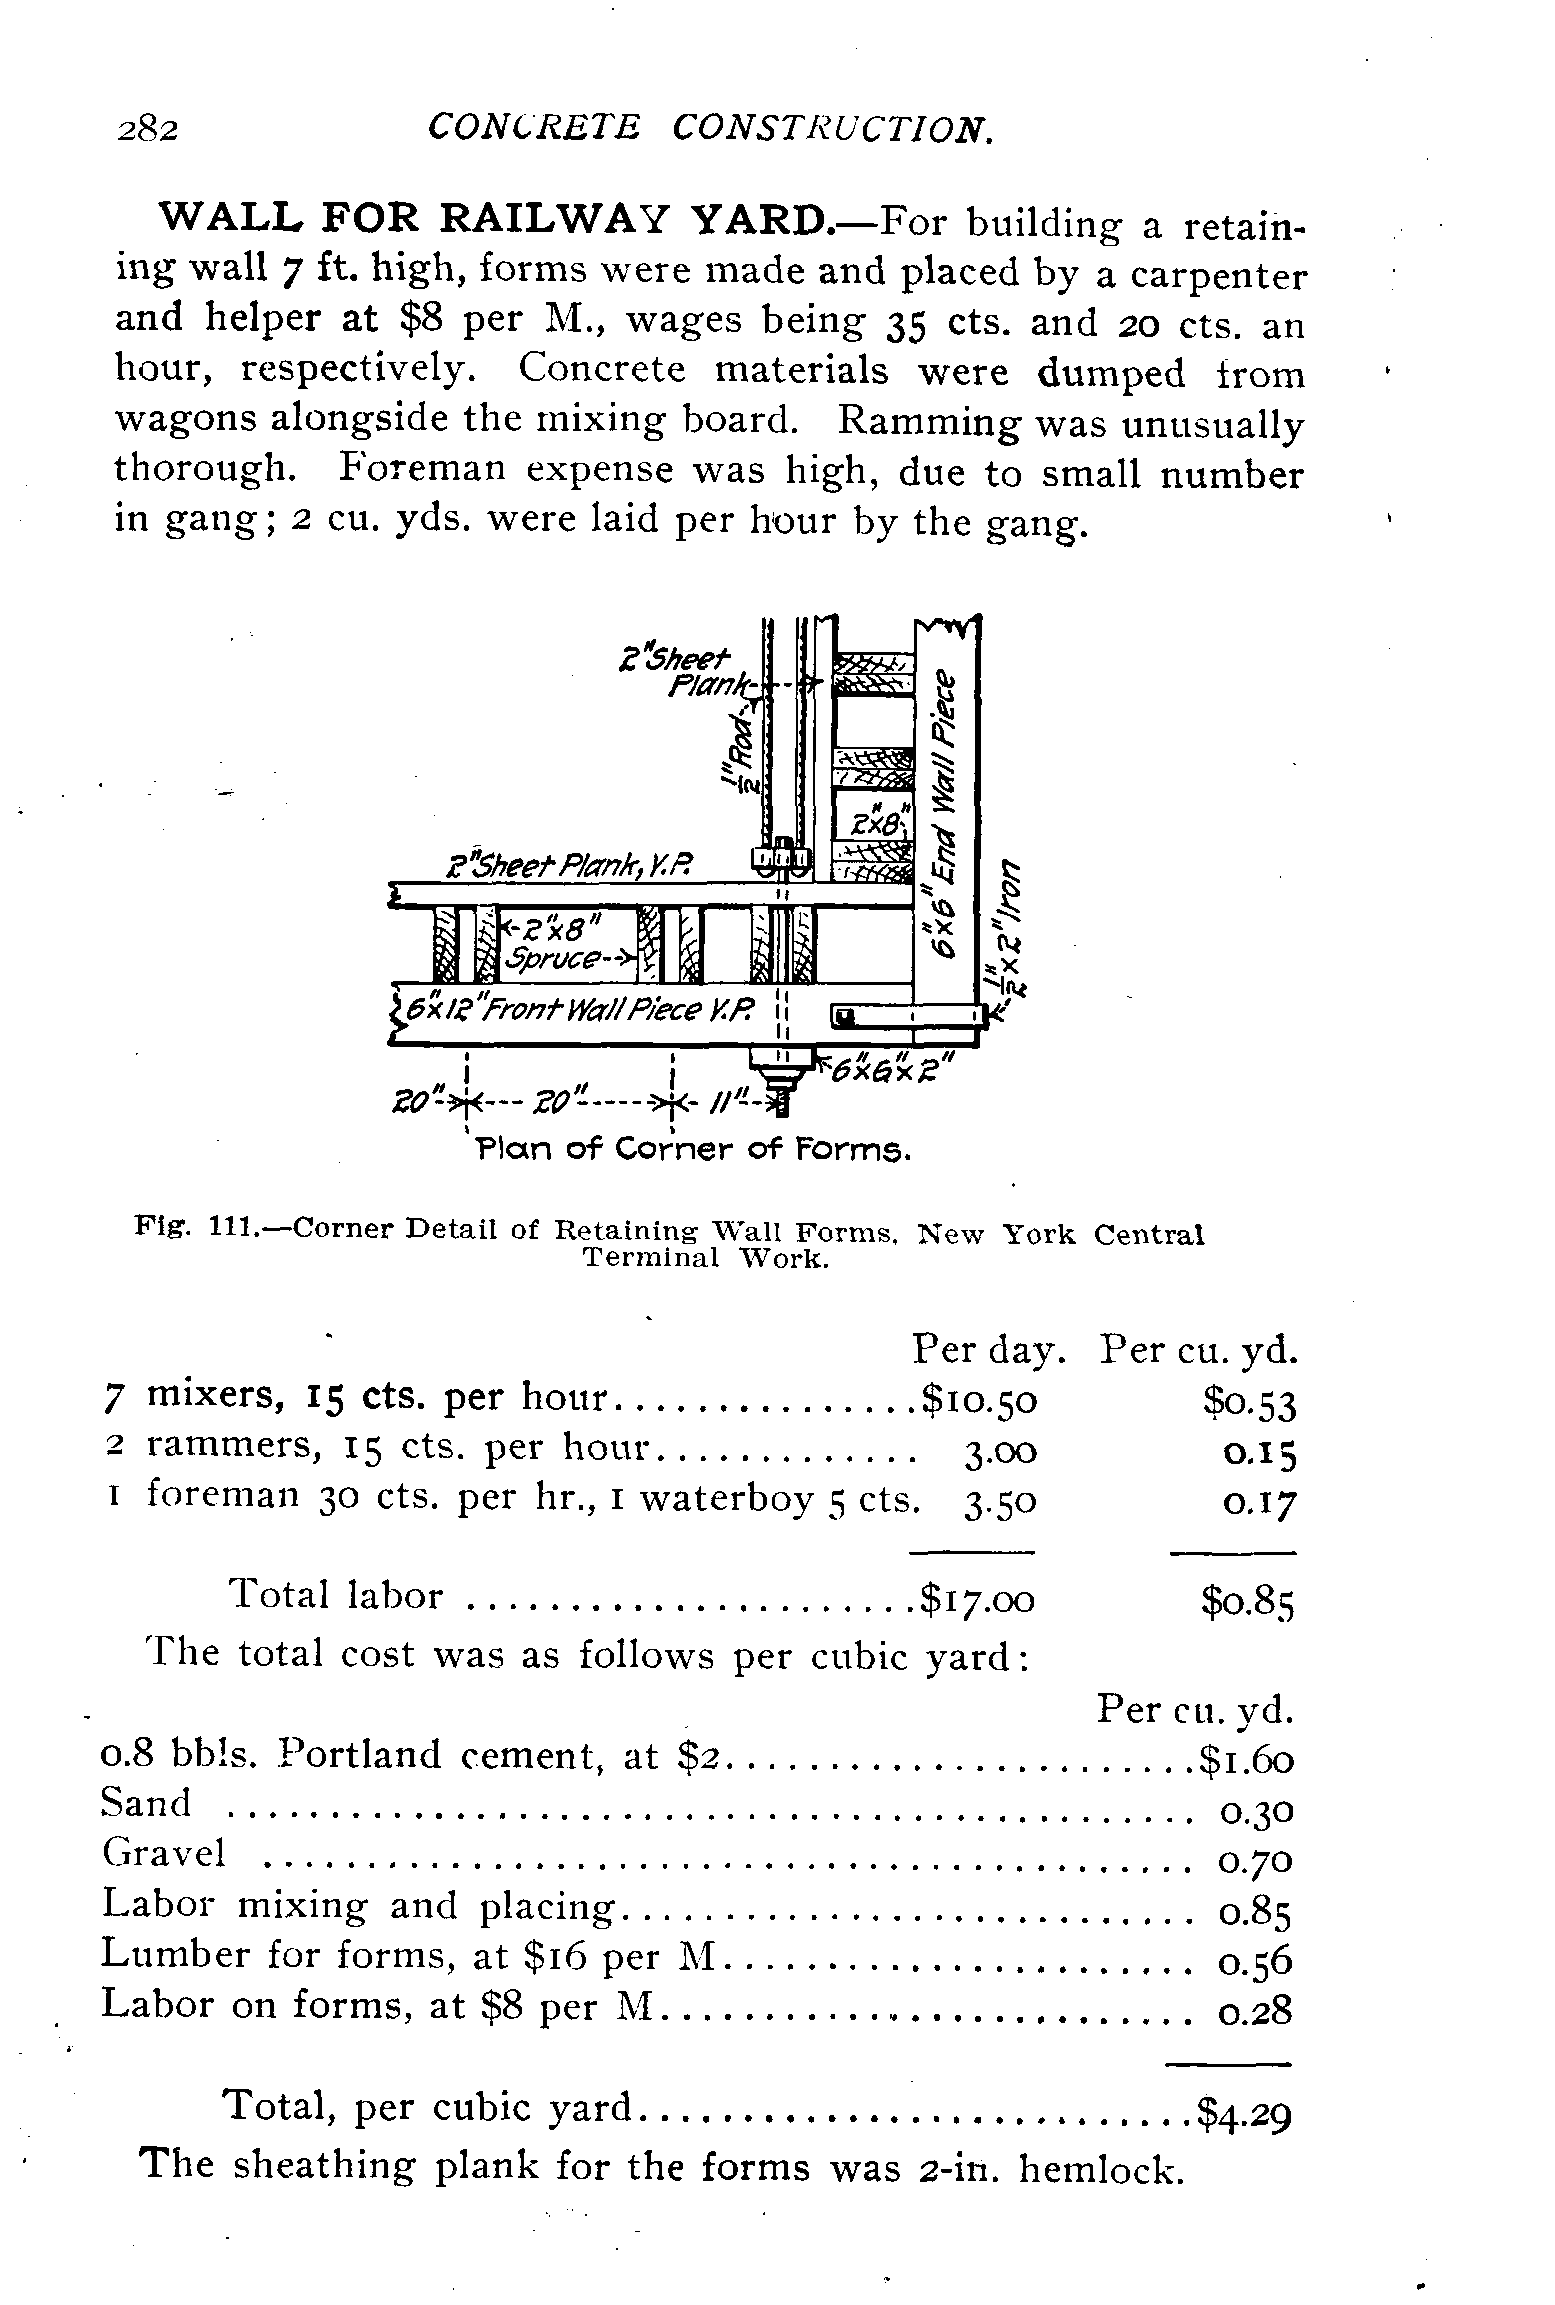 282 CONCRETE CONSTRUCTION.
WALL FOR RAILWAY YARD.—For building a retain-
ing wall 7 ft. high, forms were made and placed by a carpenter
and helper at $8 per M., wages being 35 cts. and 20 cts. an
hour, respectively. Concrete materials were dumped from
wagons alongside the mixing board. Ramming was unusually
thorough. Foreman expense was high, due to small number
in gang; 2 cu. yds. were laid per hour by the gang.
2" Sheet
Plank
1/2" Rod
6"x6" End Wall Piece
2"x8"
2" Sheet Plank, Y.P.
1/2"x2" Iron
2"x8"
Spruce
6"x12" Front Wall Piece Y.P.
6"x6"x2"
20" 20" 11"
Plan of Corner of Forms.
Fig. 111.—Corner Detail of Retaining Wall Forms, New York Central
Terminal Work.
Per day. Per cu. yd.
7 mixers, 15 cts. per hour................$10.50 $0.53
2 rammers, 15 cts. per hour............. 3.00 0.15
1 foreman 30 cts. per hr., 1 waterboy 5 cts. 3.50 0.17
Total labor ......................$17.00 $0.85
The total cost was as follows per cubic yard:
Per cu. yd.
0.8 bbls. Portland cement, at $2.......................$1.60
Sand ............................................... 0.30
Gravel ............................................. 0.70
Labor mixing and placing............................ 0.85
Lumber for forms, at $16 per M....................... 0.56
Labor on forms, at $8 per M.......................... 0.28
Total, per cubic yard...........................$4.29
The sheathing plank for the forms was 2-in. hemlock.